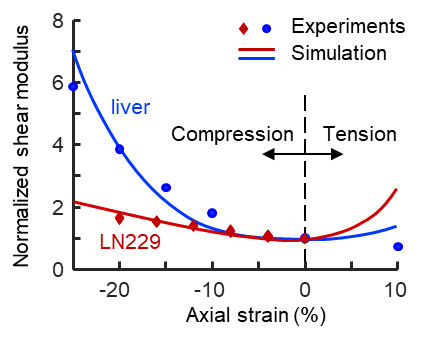 8
6
4
2
0
Normalized shear modulus
Experiments
Simulation
liver
Compression
Tension
LN229
-20
-10
0
10
Axial strain (%)